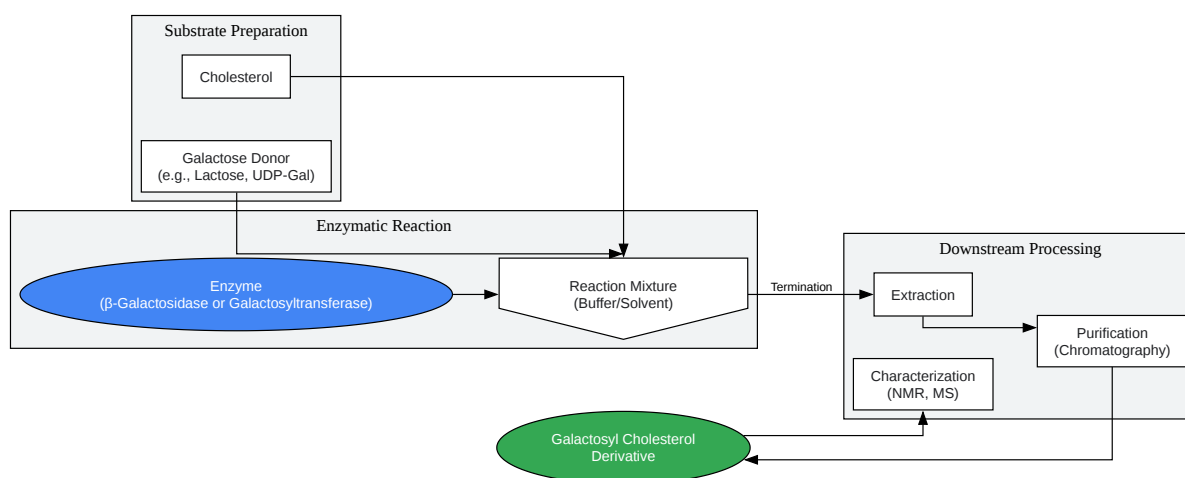 Substrate Preparation
Cholesterol
Galactose Donor
(e.g., Lactose, UDP-Gal)
Enzymatic Reaction
Enzyme
(β-Galactosidase or Galactosyltransferase)
Reaction Mixture
(Buffer/Solvent)
Termination
Downstream Processing
Extraction
Purification
(Chromatography)
Characterization
(NMR, MS)
Galactosyl Cholesterol
Derivative